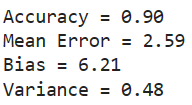 Accuracy = 0.90
Mean Error = 2.59
Bias = 6.21
Variance = 0.48